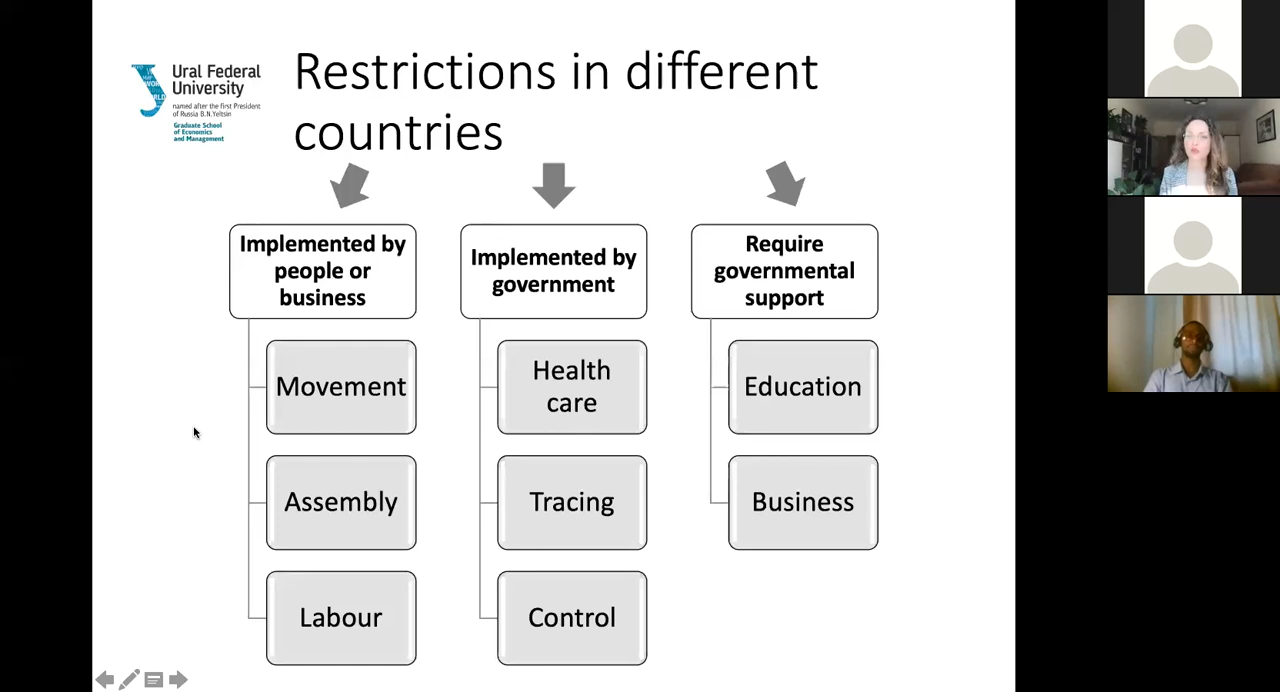 Ural Federal
University
named after the first President
of Russia B.N.Yeltsin
Graduate School
of Economics
and Management
Restrictions in different
countries
Implemented by
people or
business
Movement
Assembly
Labour
Implemented by
government
Health
care
Tracing
Control
Require
governmental
support
Education
Business